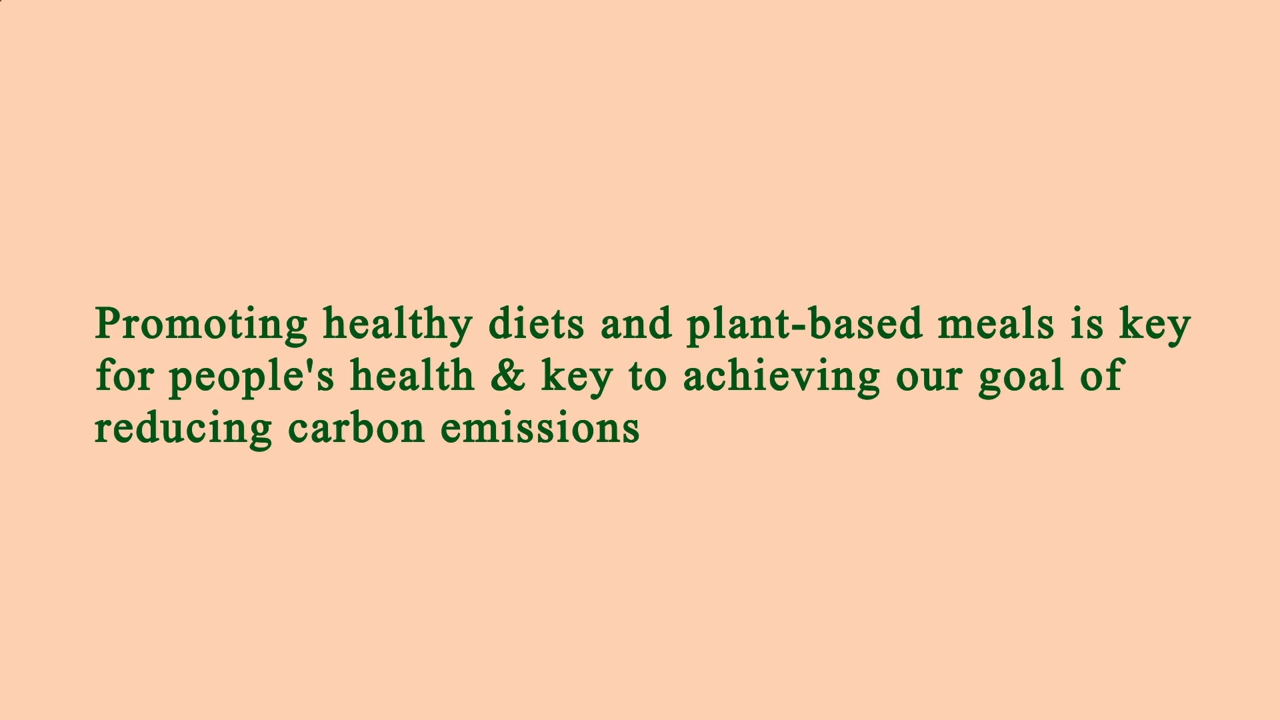 Promoting healthy diets and plant-based meals is key
for people's health & key to achieving our goal of
reducing carbon emissions